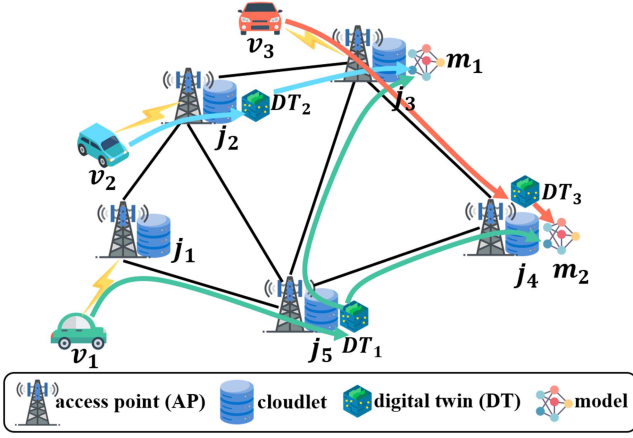 v₃
m₁
j₃
DT₂
j₂
v₂
DT₃
j₁
j₄
m₂
v₁
j₅
DT₁
access point (AP) cloudlet digital twin (DT) model